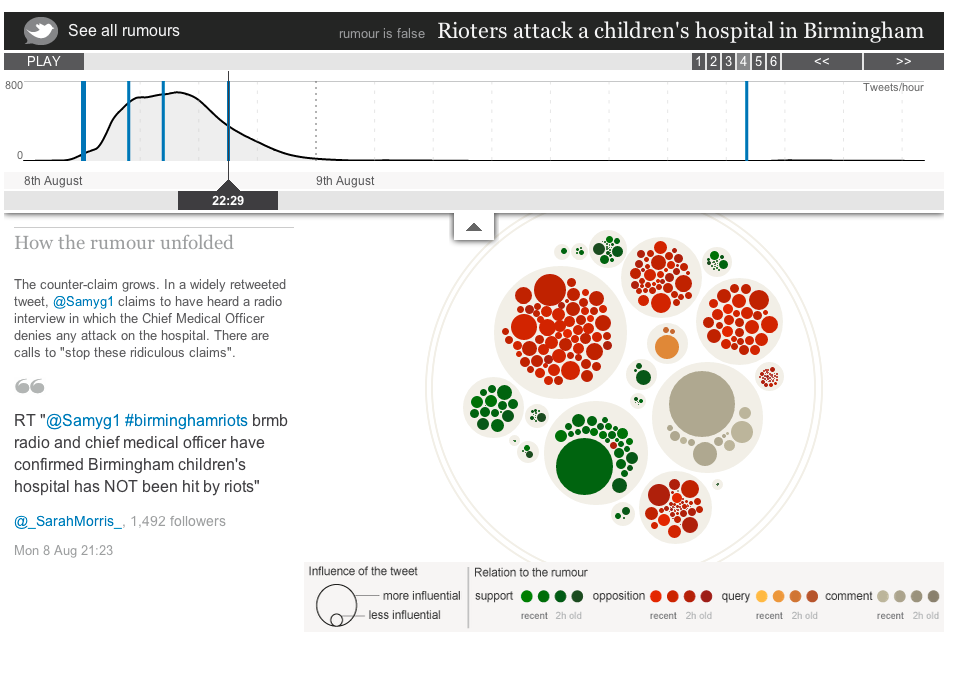 See all rumours
rumour is false Rioters attack a children's hospital in Birmingham
PLAY
1 2 3 4 5 6 << >>
800
Tweets/hour
0
8th August
9th August
22:29
How the rumour unfolded
The counter-claim grows. In a widely retweeted
tweet, @Samyg1 claims to have heard a radio
interview in which the Chief Medical Officer
denies any attack on the hospital. There are
calls to "stop these ridiculous claims".
RT "@Samyg1 #birminghamriots brmb
radio and chief medical officer have
confirmed Birmingham children's
hospital has NOT been hit by riots"
@_SarahMorris_, 1,492 followers
Mon 8 Aug 21:23
Influence of the tweet
more influential
less influential
Relation to the rumour
support opposition query comment
recent 2h old recent 2h old recent 2h old recent 2h old